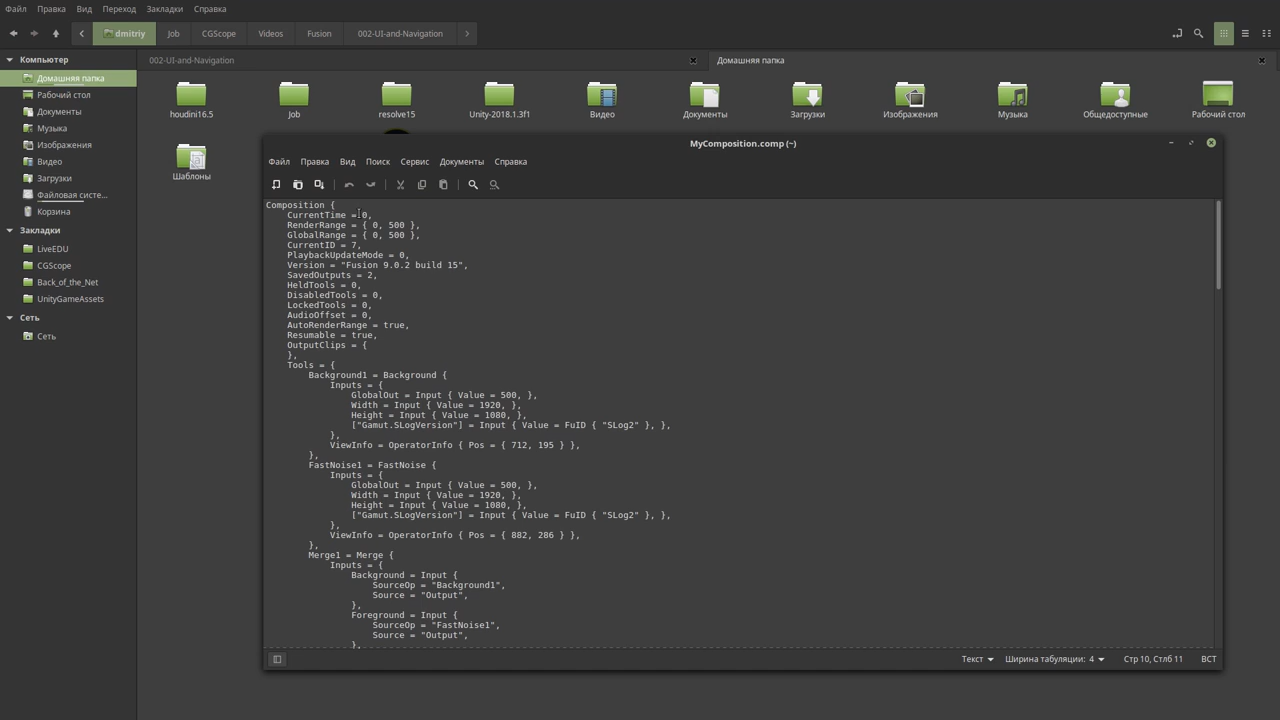 Файл Правка Вид Переход Закладки Справка
dmitriy Job CGScope Videos Fusion 002-UI-and-Navigation
Компьютер
Домашняя папка
Рабочий стол
Документы
Музыка
Изображения
Видео
Загрузки
Файловая систе...
Корзина
Закладки
LiveEDU
CGScope
Back_of_the_Net
UnityGameAssets
Сеть
Сеть
002-UI-and-Navigation
Домашняя папка
houdini16.5 Job resolve15 Unity-2018.1.3f1 Видео Документы Загрузки Изображения Музыка Общедоступные Рабочий стол
Шаблоны
MyComposition.comp (~)
Файл Правка Вид Поиск Сервис Документы Справка
Composition {
CurrentTime = 0,
RenderRange = { 0, 500 },
GlobalRange = { 0, 500 },
CurrentID = 7,
PlaybackUpdateMode = 0,
Version = "Fusion 9.0.2 build 15",
SavedOutputs = 2,
HeldTools = 0,
DisabledTools = 0,
LockedTools = 0,
AudioOffset = 0,
AutoRenderRange = true,
Resumable = true,
OutputClips = {
},
Tools = {
Background1 = Background {
Inputs = {
GlobalOut = Input { Value = 500, },
Width = Input { Value = 1920, },
Height = Input { Value = 1080, },
["Gamut.SLogVersion"] = Input { Value = FuID { "SLog2" }, },
},
ViewInfo = OperatorInfo { Pos = { 712, 195 } },
},
FastNoise1 = FastNoise {
Inputs = {
GlobalOut = Input { Value = 500, },
Width = Input { Value = 1920, },
Height = Input { Value = 1080, },
["Gamut.SLogVersion"] = Input { Value = FuID { "SLog2" }, },
},
ViewInfo = OperatorInfo { Pos = { 882, 286 } },
},
Merge1 = Merge {
Inputs = {
Background = Input {
SourceOp = "Background1",
Source = "Output",
},
Foreground = Input {
SourceOp = "FastNoise1",
Source = "Output",
},
Текст Ширина табуляции: 4 Стр 10, Стлб 11 ВСТ